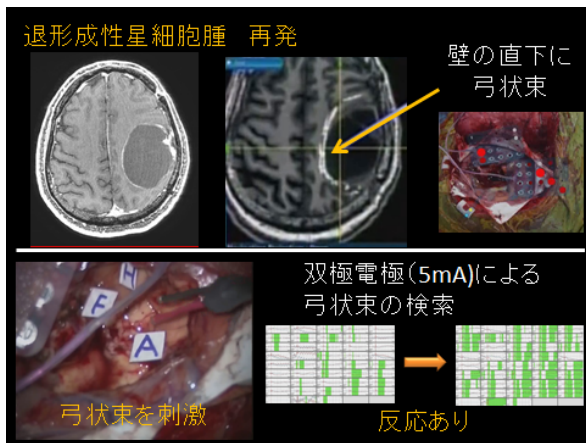 退形成性星細胞腫　再発
壁の直下に
弓状束
双極電極(5mA)による
弓状束の検索
H
F
A
弓状束を刺激
反応あり